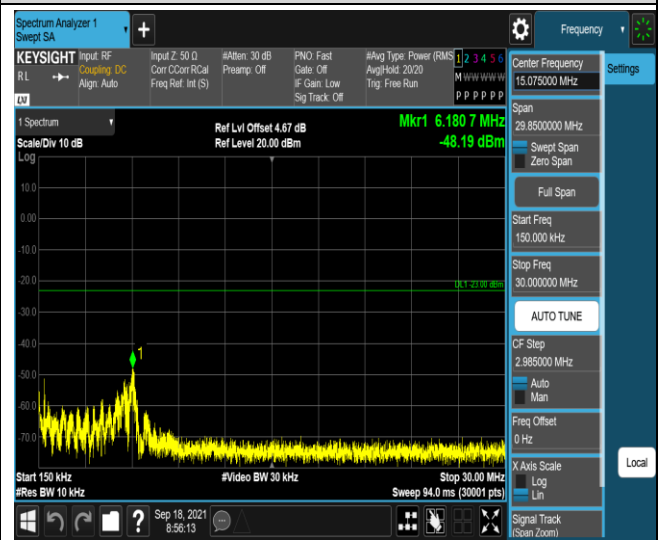 Spectrum Analyzer 1
Swept SA
+
Frequency
KEYSIGHT
RL
LXI
Input: RF
Coupling: DC
Align: Auto
Input Z: 50 Ω
Corr CCorr RCal
Freq Ref: Int (S)
#Atten: 30 dB
Preamp: Off
PNO: Fast
Gate: Off
IF Gain: Low
Sig Track: Off
#Avg Type: Power (RMS
Avg|Hold: 20/20
Trig: Free Run
1 2 3 4 5 6
M W W W W W
P P P P P P
1 Spectrum
Scale/Div 10 dB
Ref Lvl Offset 4.67 dB
Ref Level 20.00 dBm
Mkr1 6.180 7 MHz
-48.19 dBm
Log
10.0
0.00
-10.0
-20.0
-30.0
-40.0
-50.0
-60.0
-70.0
DL1 -23.00 dBm
1
Start 150 kHz
#Res BW 10 kHz
#Video BW 30 kHz
Stop 30.00 MHz
Sweep 94.0 ms (30001 pts)
Sep 18, 2021
8:56:13
?
Center Frequency
15.075000 MHz
Span
29.8500000 MHz
Swept Span
Zero Span
Full Span
Start Freq
150.000 kHz
Stop Freq
30.000000 MHz
AUTO TUNE
CF Step
2.985000 MHz
Auto
Man
Freq Offset
0 Hz
X Axis Scale
Log
Lin
Signal Track
(Span Zoom)
Settings
Local